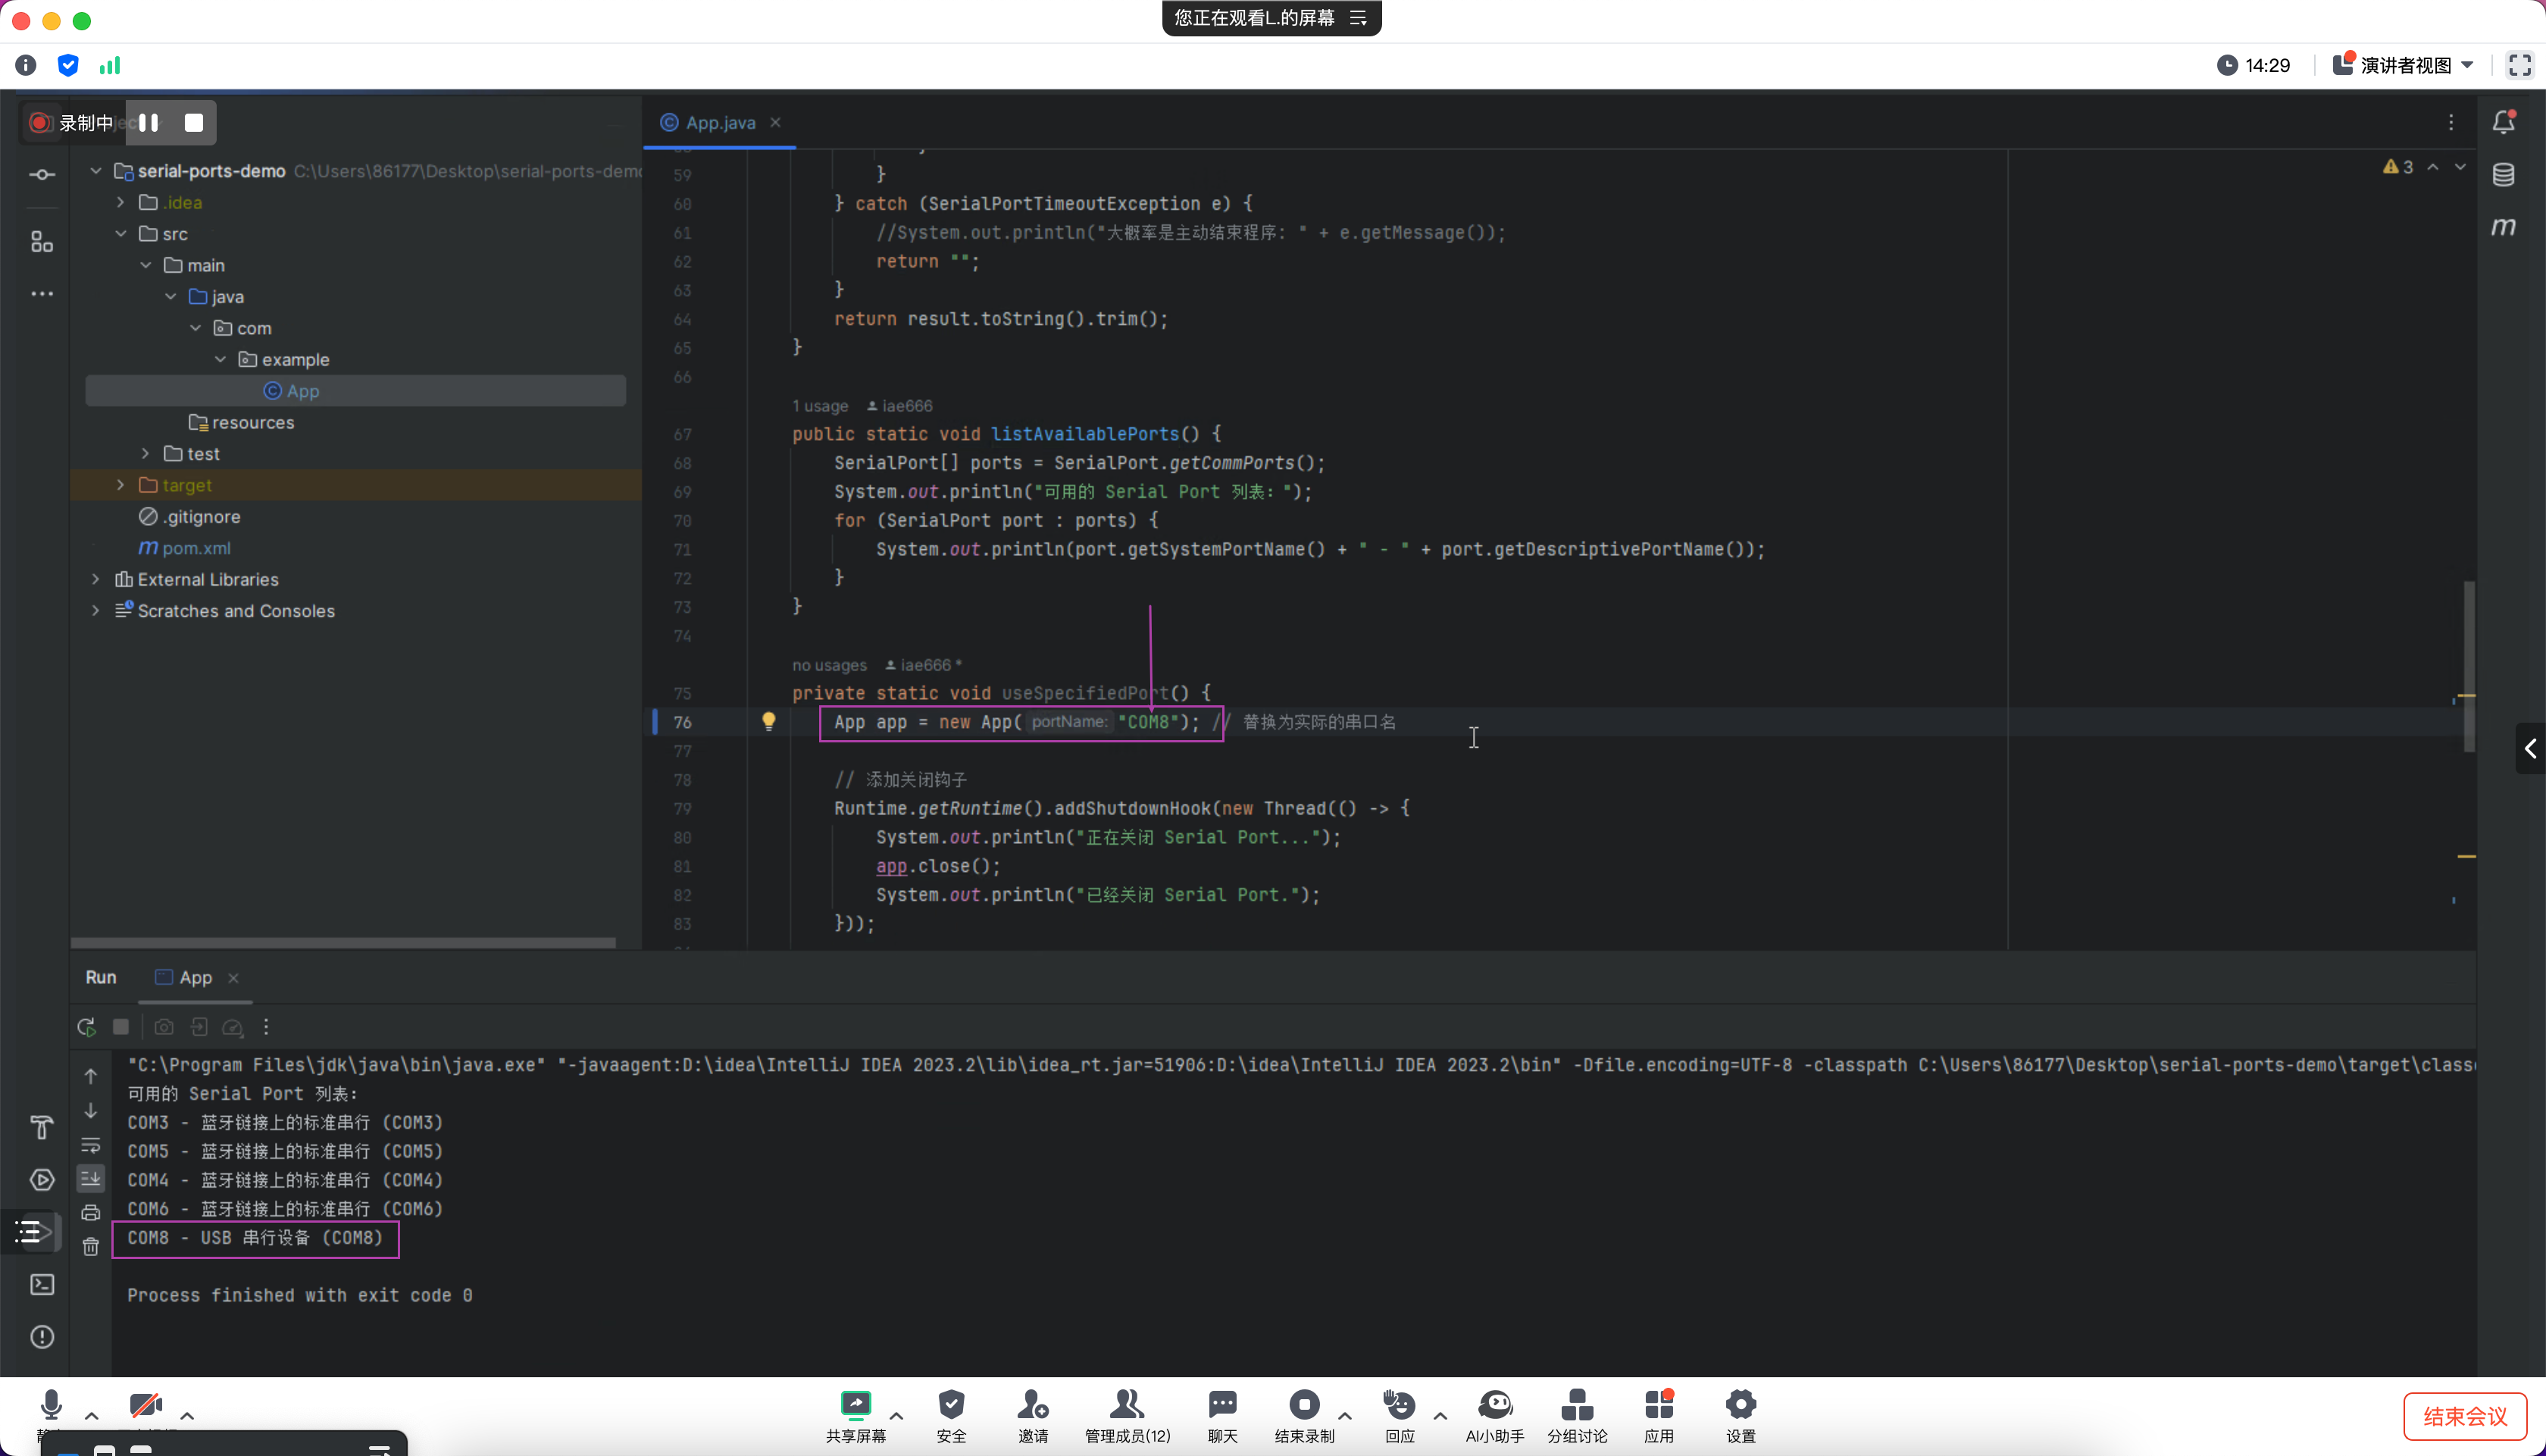 您正在观看L.的屏幕
14:29
演讲者视图
录制中
serial-ports-demo C:\Users\86177\Desktop\serial-ports-demo
.idea
src
main
java
com
example
App
resources
test
target
.gitignore
pom.xml
External Libraries
Scratches and Consoles
App.java
3
59 }
60 } catch (SerialPortTimeoutException e) {
61 //System.out.println("大概率是主动结束程序: " + e.getMessage());
62 return "";
63 }
64 return result.toString().trim();
65 }
66
1 usage iae666
67 public static void listAvailablePorts() {
68 SerialPort[] ports = SerialPort.getCommPorts();
69 System.out.println("可用的 Serial Port 列表: ");
70 for (SerialPort port : ports) {
71 System.out.println(port.getSystemPortName() + " - " + port.getDescriptivePortName());
72 }
73 }
74
no usages iae666 *
75 private static void useSpecifiedPort() {
76 App app = new App( portName: "COM8"); // 替换为实际的串口名
77
78 // 添加关闭钩子
79 Runtime.getRuntime().addShutdownHook(new Thread(() -> {
80 System.out.println("正在关闭 Serial Port...");
81 app.close();
82 System.out.println("已经关闭 Serial Port.");
83 }));
Run App
"C:\Program Files\jdk\java\bin\java.exe" "-javaagent:D:\idea\IntelliJ IDEA 2023.2\lib\idea_rt.jar=51906:D:\idea\IntelliJ IDEA 2023.2\bin" -Dfile.encoding=UTF-8 -classpath C:\Users\86177\Desktop\serial-ports-demo\target\class
可用的 Serial Port 列表:
COM3 - 蓝牙链接上的标准串行 (COM3)
COM5 - 蓝牙链接上的标准串行 (COM5)
COM4 - 蓝牙链接上的标准串行 (COM4)
COM6 - 蓝牙链接上的标准串行 (COM6)
COM8 - USB 串行设备 (COM8)
Process finished with exit code 0
共享屏幕
安全
邀请
管理成员(12)
聊天
结束录制
回应
AI小助手
分组讨论
应用
设置
结束会议